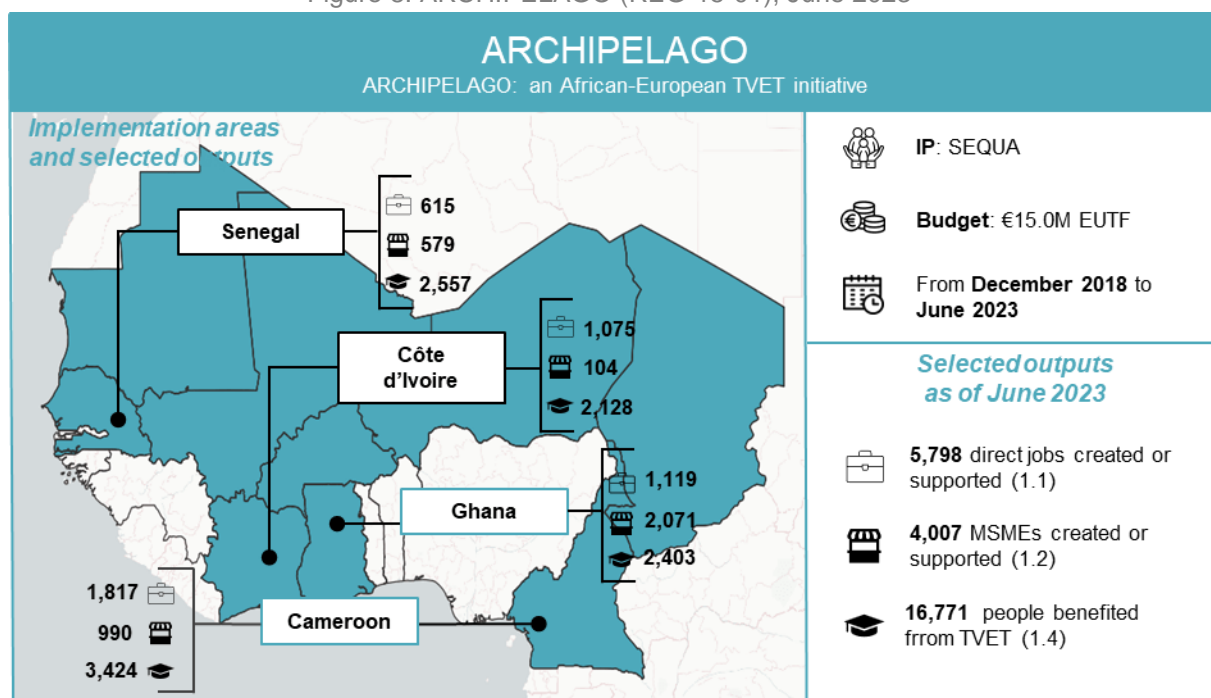 ARCHIPELAGO
ARCHIPELAGO: an African-European TVET initiative
Implementation areas
and selected outputs
Senegal
615
579
2,557
Côte
d'Ivoire
1,075
104
2,128
Ghana
1,119
2,071
2,403
Cameroon
1,817
990
3,424
IP: SEQUA
Budget: €15.0M EUTF
From December 2018 to
June 2023
Selected outputs
as of June 2023
5,798 direct jobs created or
supported (1.1)
4,007 MSMEs created or
supported (1.2)
16,771 people benefited
frrom TVET (1.4)